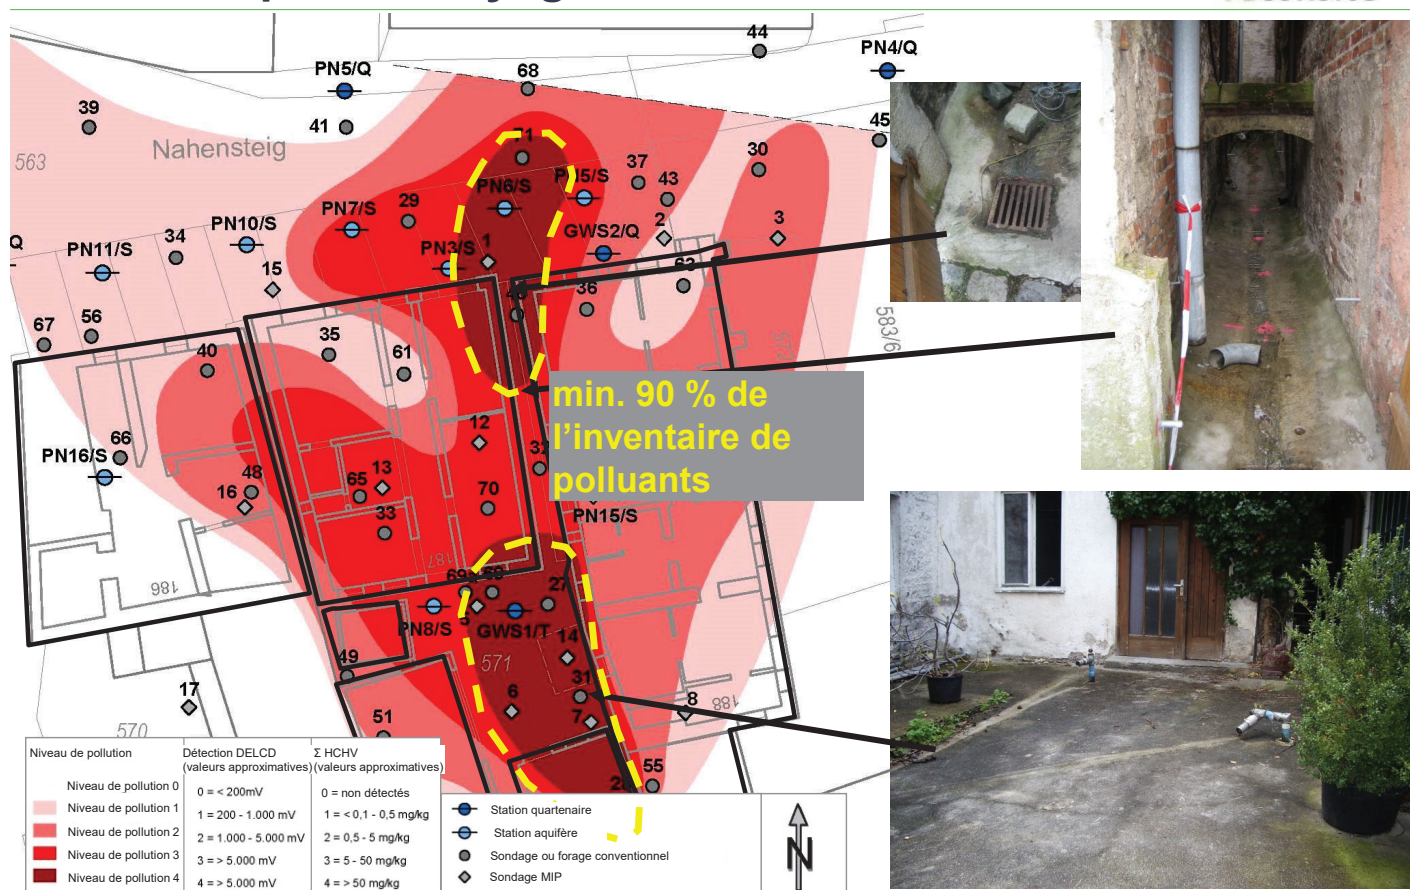 44
PN4/Q
PN5/Q
68
39
41
45
71
Nahensteig
563
30
37
PN6/S
PN5/S
43
29
PN7/S
PN10/S
2
3
34
GWS2/Q
Q
PN11/S
PN3/S
1
15
63
36
583/6
67
56
35
40
61
min. 90 % de
l’inventaire de
polluants
12
66
PN16/S
13
48
65
16
70
33
PN15/S
187
186
69
27
5
PN8/S
GWS1/T
14
571
49
31
6
17
7
8
188
570
51
55
Niveau de pollution
Détection DELCD
(valeurs approximatives)
Σ HCHV
(valeurs approximatives)
Niveau de pollution 0
0 = < 200mV
0 = non détectés
Niveau de pollution 1
1 = 200 - 1.000 mV
1 = < 0,1 - 0,5 mg/kg
Niveau de pollution 2
2 = 1.000 - 5.000 mV
2 = 0,5 - 5 mg/kg
Niveau de pollution 3
3 = > 5.000 mV
3 = 5 - 50 mg/kg
Niveau de pollution 4
4 = > 5.000 mV
4 = > 50 mg/kg
Station quartenaire
Station aquifère
Sondage ou forage conventionnel
Sondage MIP
N